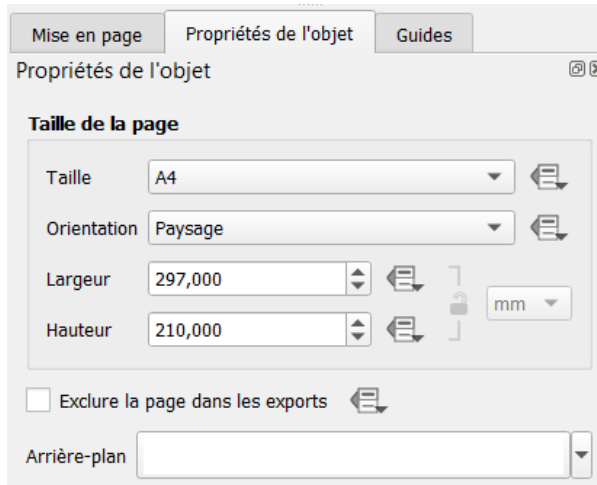 Mise en page Propriétés de l'objet Guides
Propriétés de l'objet
Taille de la page
Taille A4
Orientation Paysage
Largeur 297,000
mm
Hauteur 210,000
Exclure la page dans les exports
Arrière-plan